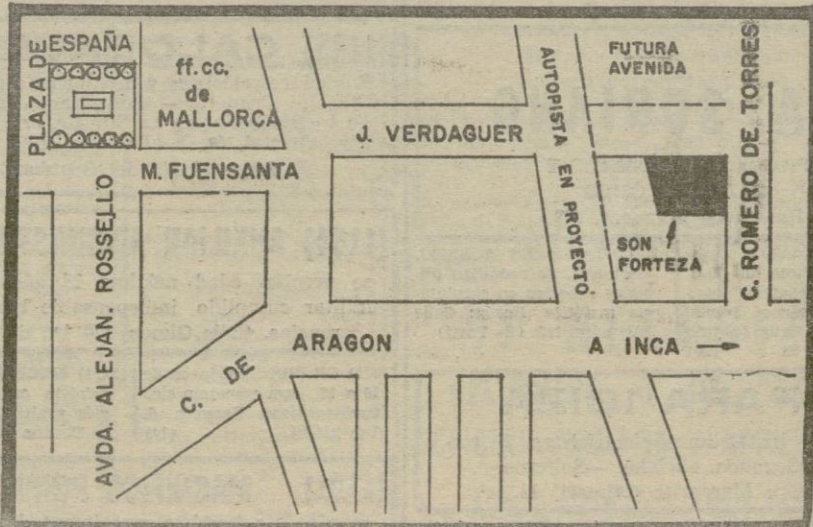 PLAZA DE
ESPAÑA
ff.cc.
de
MALLORCA
M. FUENSANTA
J. VERDAGUER
AUTOPISTA EN PROYECTO
FUTURA
AVENIDA
C. ROMERO DE TORRES
SON
FORTEZA
AVDA. ALEJAN. ROSSELLO
C. DE
ARAGON
A INCA